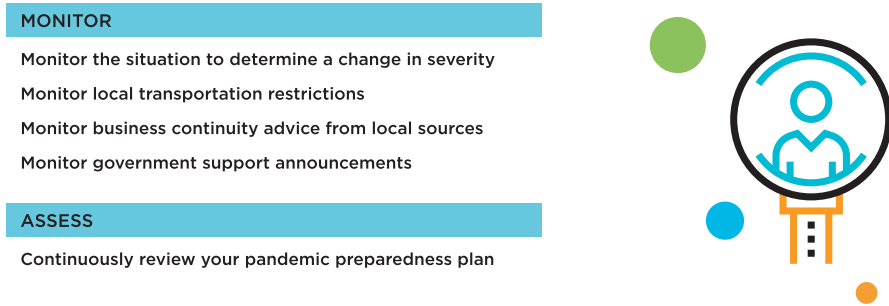 MONITOR
Monitor the situation to determine a change in severity
Monitor local transportation restrictions
Monitor business continuity advice from local sources
Monitor government support announcements
ASSESS
Continuously review your pandemic preparedness plan